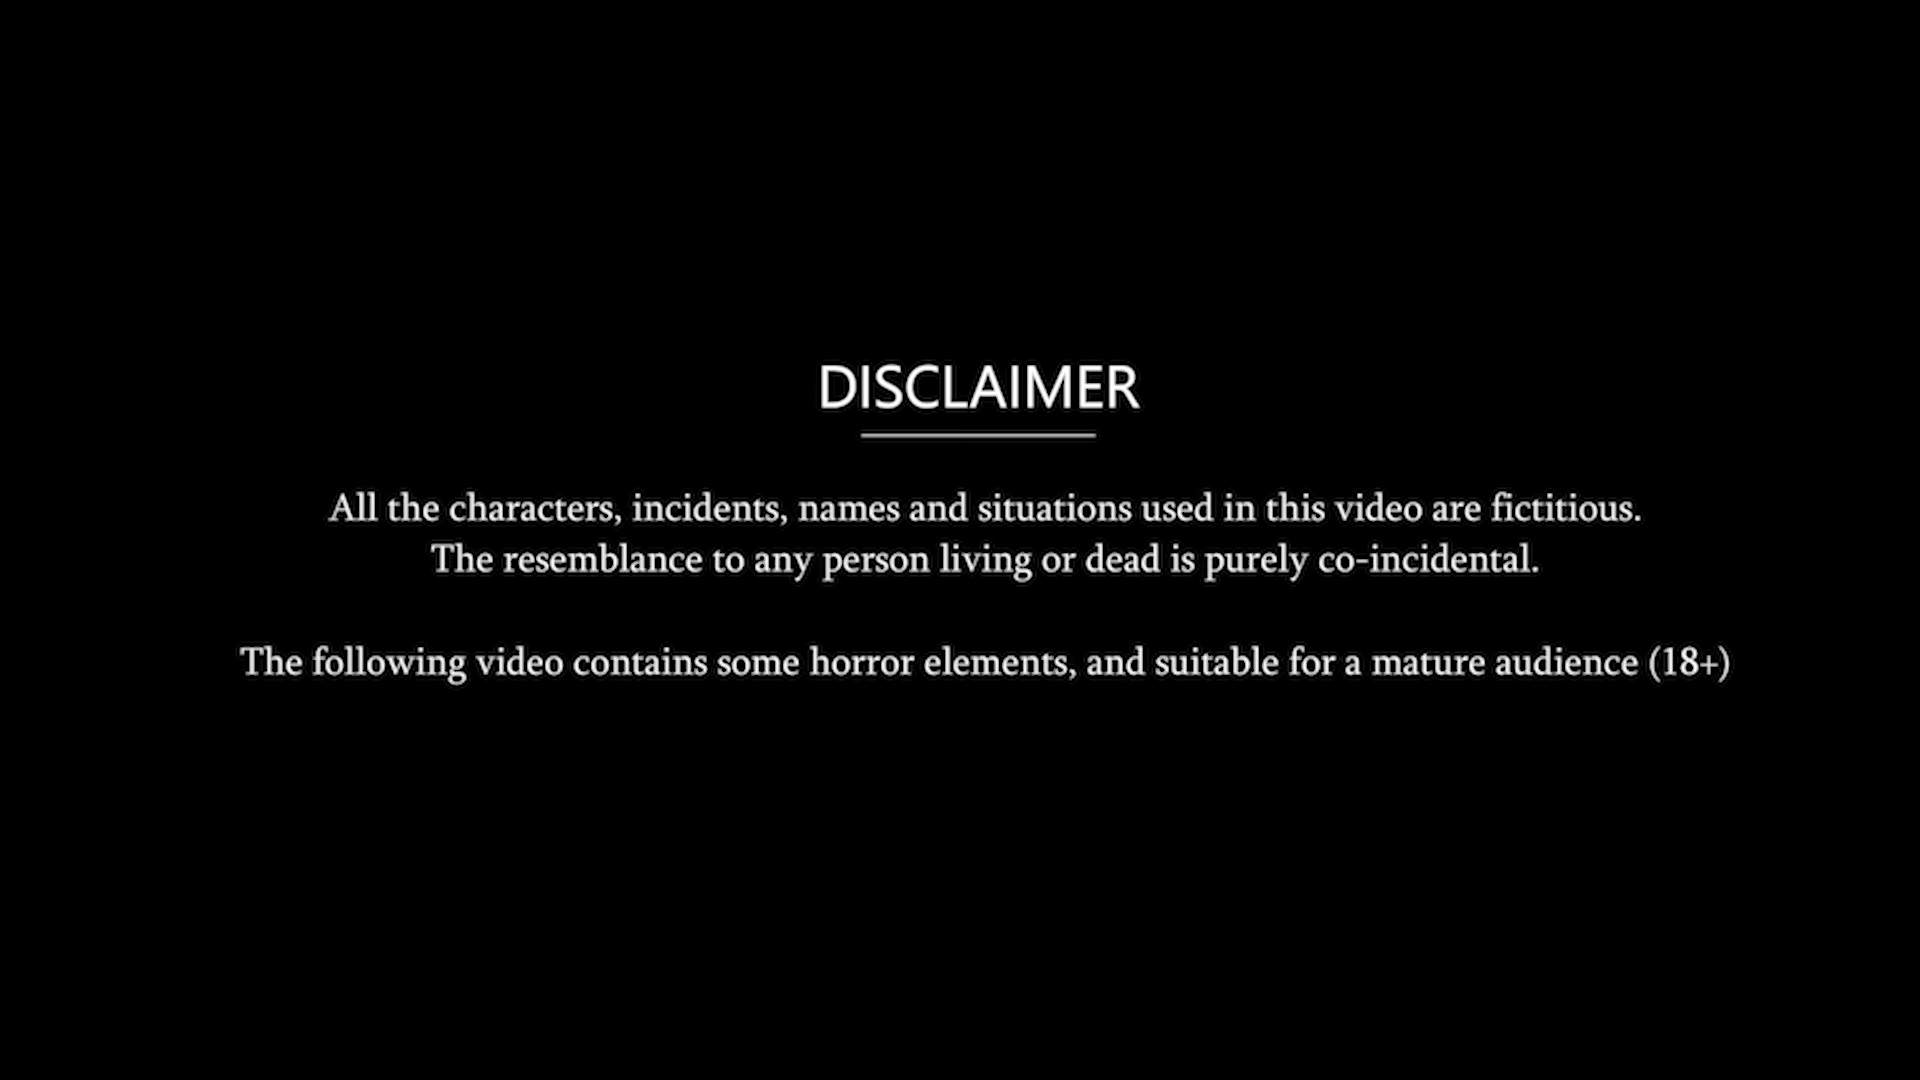 DISCLAIMER
All the characters, incidents, names and situations used in this video are fictitious.
The resemblance to any person living or dead is purely co-incidental.
The following video contains some horror elements, and suitable for a mature audience (18+)